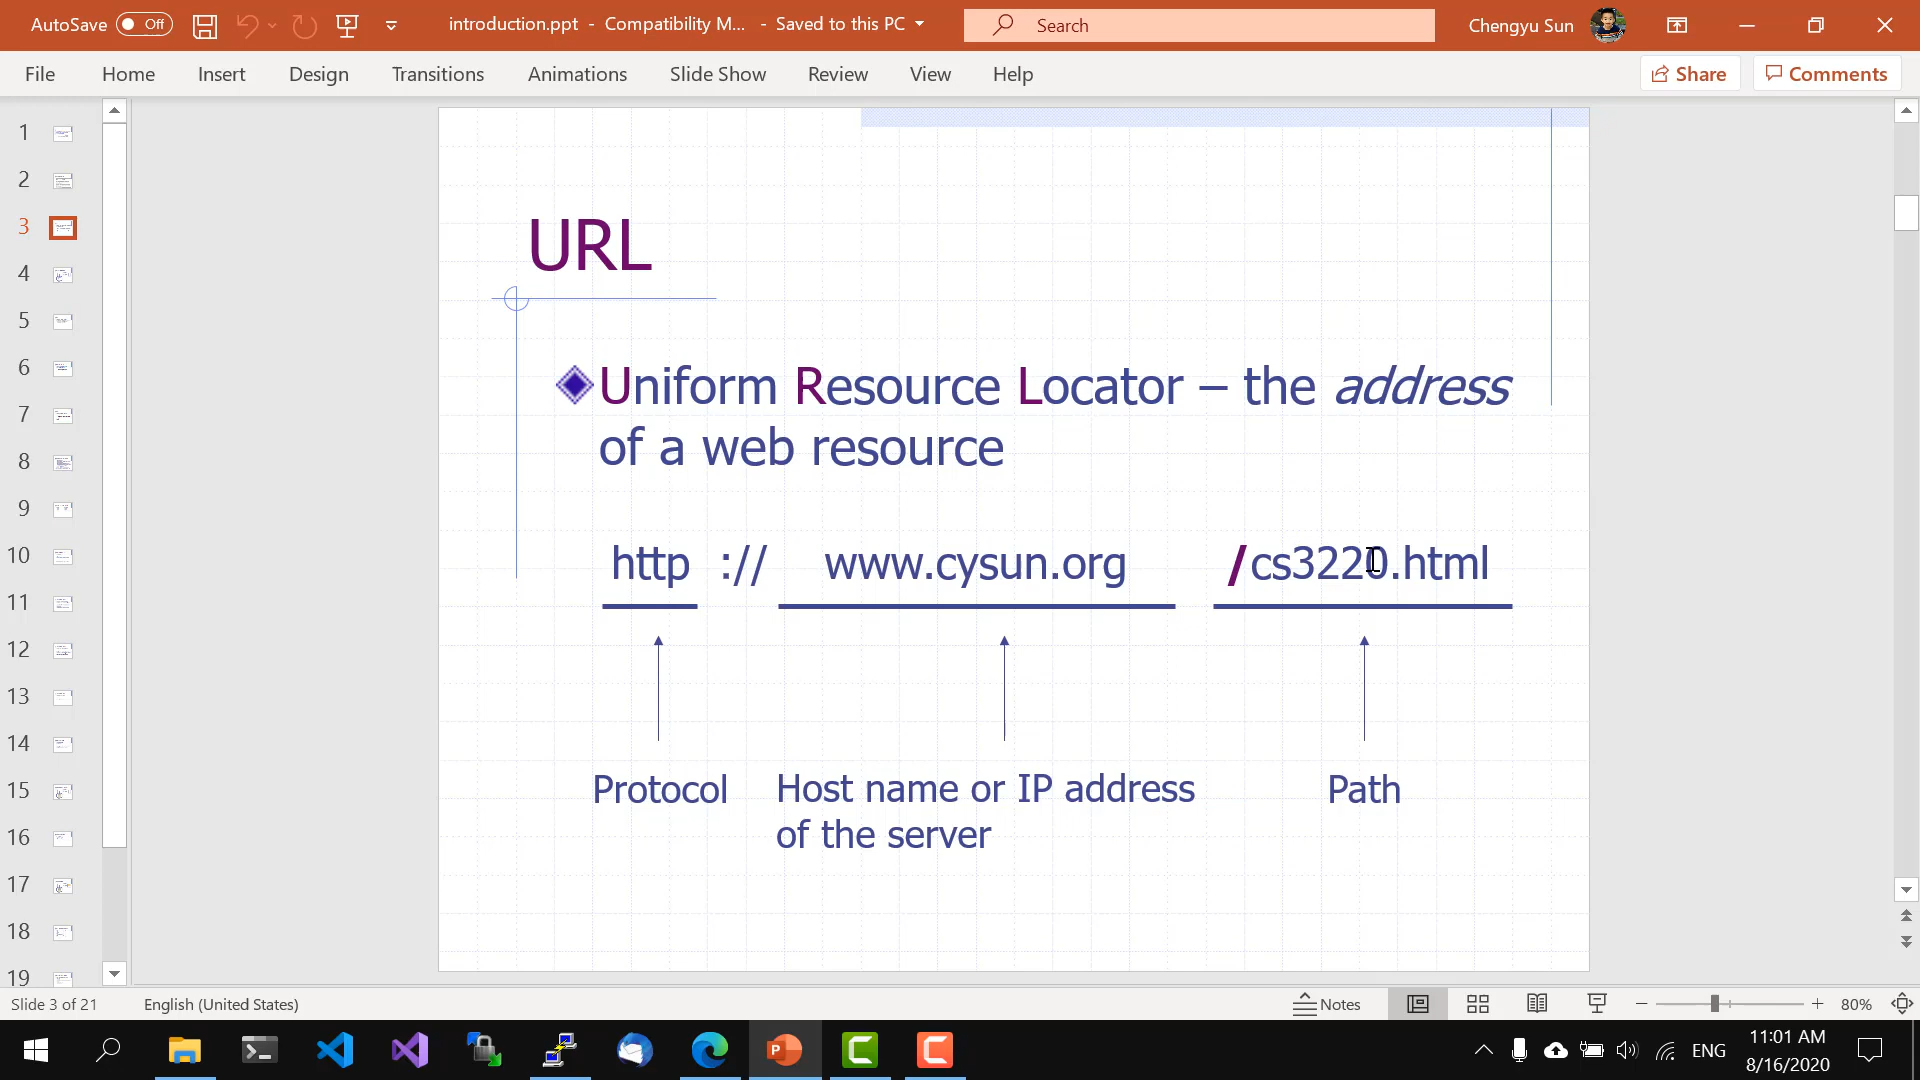 AutoSave Off introduction.ppt - Compatibility M... - Saved to this PC Search Chengyu Sun
File Home Insert Design Transitions Animations Slide Show Review View Help Share Comments
1
2
3
4
5
6
7
8
9
10
11
12
13
14
15
16
17
18
19
URL
Uniform Resource Locator – the address
of a web resource
http :// www.cysun.org /cs3220.html
Protocol Host name or IP address Path
of the server
Slide 3 of 21 English (United States) Notes 80%
ENG 11:01 AM
8/16/2020